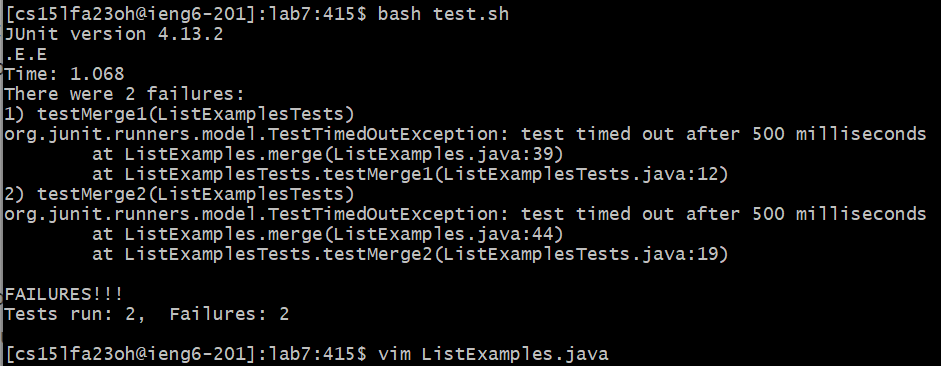 [cs15lfa23oh@ieng6-201]:lab7:415$ bash test.sh
JUnit version 4.13.2
.E.E
Time: 1.068
There were 2 failures:
1) testMerge1(ListExamplesTests)
org.junit.runners.model.TestTimedOutException: test timed out after 500 milliseconds
        at ListExamples.merge(ListExamples.java:39)
        at ListExamplesTests.testMerge1(ListExamplesTests.java:12)
2) testMerge2(ListExamplesTests)
org.junit.runners.model.TestTimedOutException: test timed out after 500 milliseconds
        at ListExamples.merge(ListExamples.java:44)
        at ListExamplesTests.testMerge2(ListExamplesTests.java:19)

FAILURES!!!
Tests run: 2,  Failures: 2

[cs15lfa23oh@ieng6-201]:lab7:415$ vim ListExamples.java